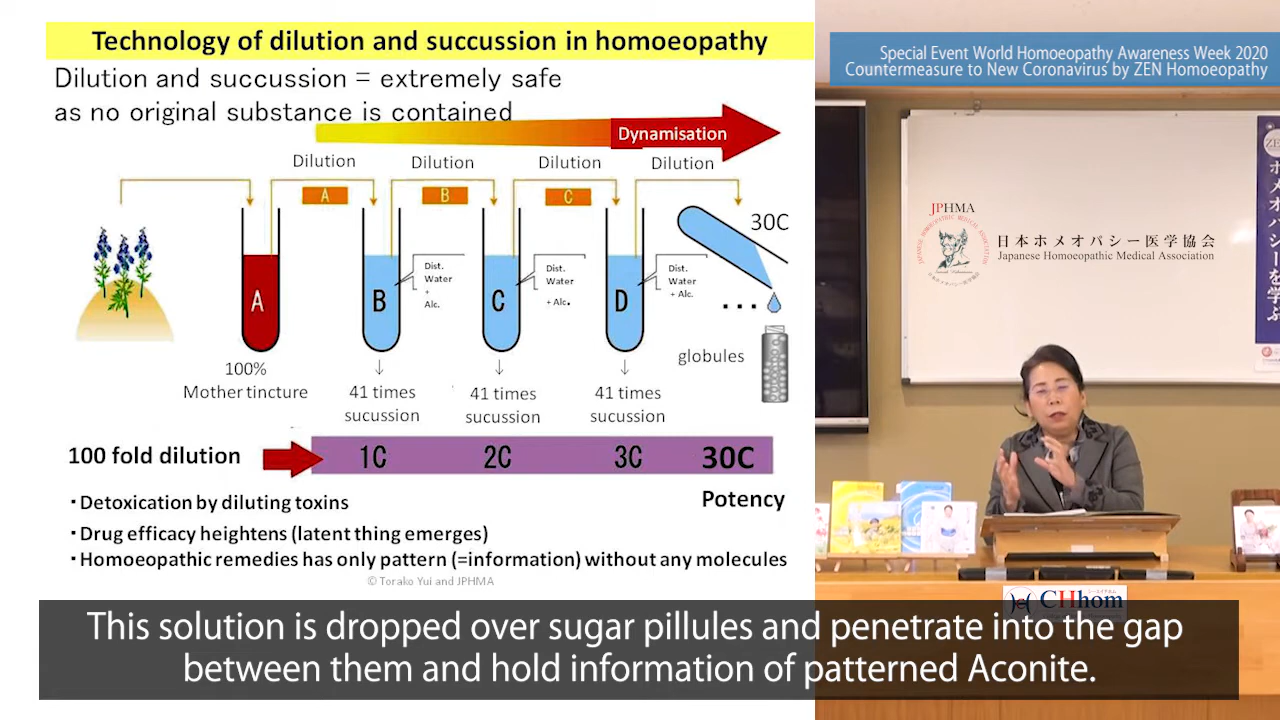 Technology of dilution and succussion in homoeopathy
Dilution and succussion = extremely safe
as no original substance is contained
Dynamisation
Dilution
Dilution
Dilution
Dilution
A
B
C
30C
A
B
C
D
Dist.
Water
+
Alc.
Dist.
Water
+ Alc.
Dist.
Water
+ Alc.
globules
100%
Mother tincture
41 times
sucussion
41 times
sucussion
41 times
sucussion
100 fold dilution
1C
2C
3C
30C
Potency
・Detoxication by diluting toxins
・Drug efficacy heightens (latent thing emerges)
・Homoeopathic remedies has only pattern (=information) without any molecules
© Torako Yui and JPHMA
Special Event World Homoeopathy Awareness Week 2020
Countermeasure to New Coronavirus by ZEN Homoeopathy
JPHMA
日本ホメオパシー医学協会
Japanese Homoeopathic Medical Association
ホメオパシーを学ぶ
CHhom
This solution is dropped over sugar pillules and penetrate into the gap
between them and hold information of patterned Aconite.